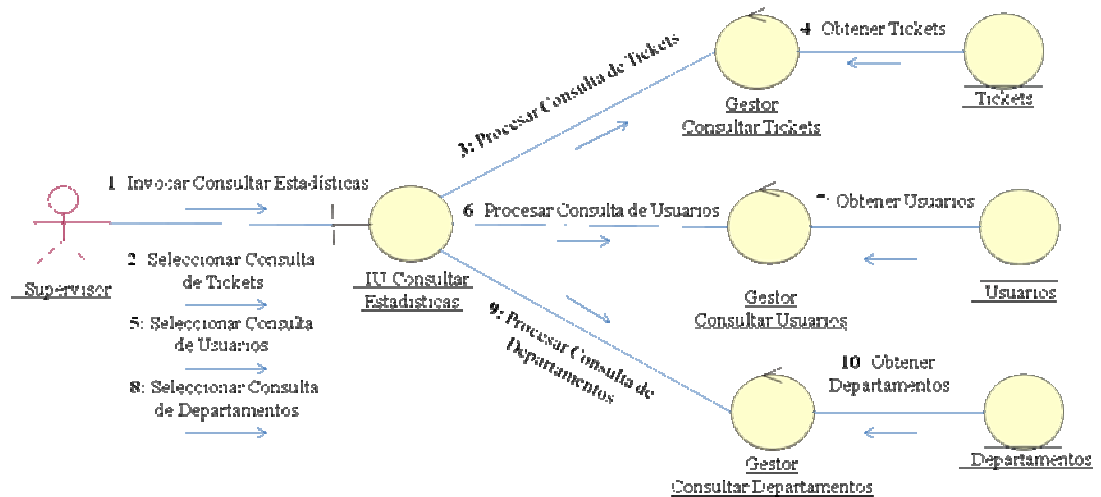 1 Invocar Consultar Estadísticas
2 Seleccionar Consulta
de Tickets
5: Seleccionar Consulta
de Usuarios
8: Seleccionar Consulta
de Departamentos
Supervisor
IU Consultar
Estadísticas
3: Procesar Consulta de Tickets
6 Procesar Consulta de Usuarios
9: Procesar Consulta de
Departamentos
Gestor
Consultar Tickets
4 Obtener Tickets
Tickets
Gestor
Consultar Usuarios
Obtener Usuarios
Usuarios
Gestor
Consultar Departamentos
10 Obtener
Departamentos
Departamentos